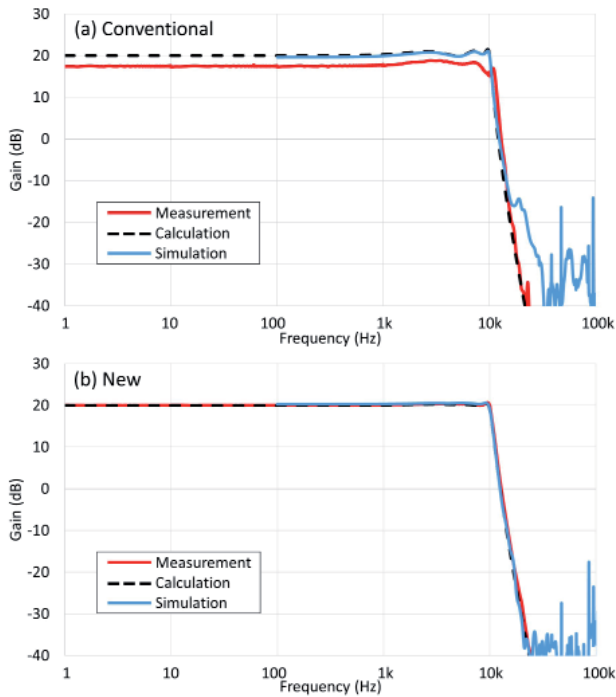 (a) Conventional
30
20
10
0
-10
-20
-30
-40
Gain (dB)
Measurement
Calculation
Simulation
1
10
100
1k
10k
100k
Frequency (Hz)
(b) New
30
20
10
0
-10
-20
-30
-40
Gain (dB)
Measurement
Calculation
Simulation
1
10
100
1k
10k
100k
Frequency (Hz)